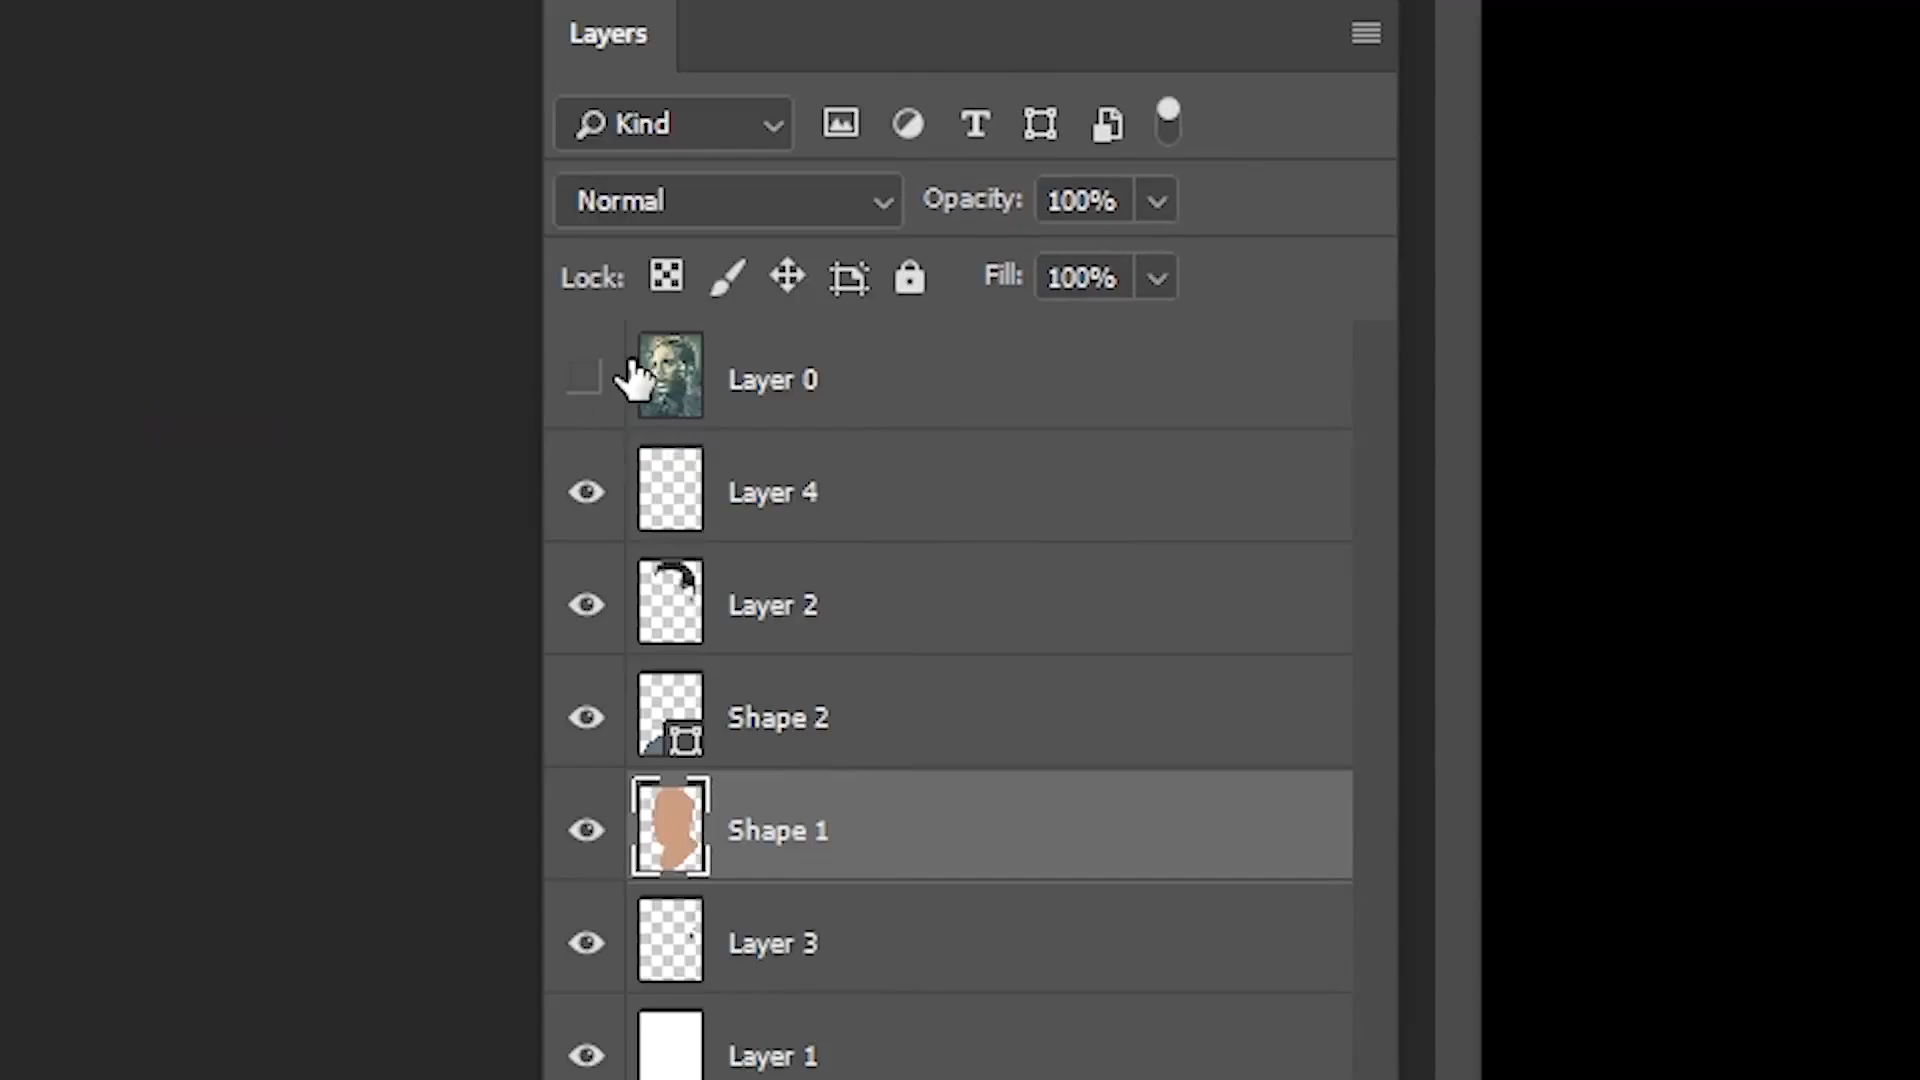 Layers
Kind
Normal Opacity: 100%
Lock: Fill: 100%
Layer 0
Layer 4
Layer 2
Shape 2
Shape 1
Layer 3
Layer 1